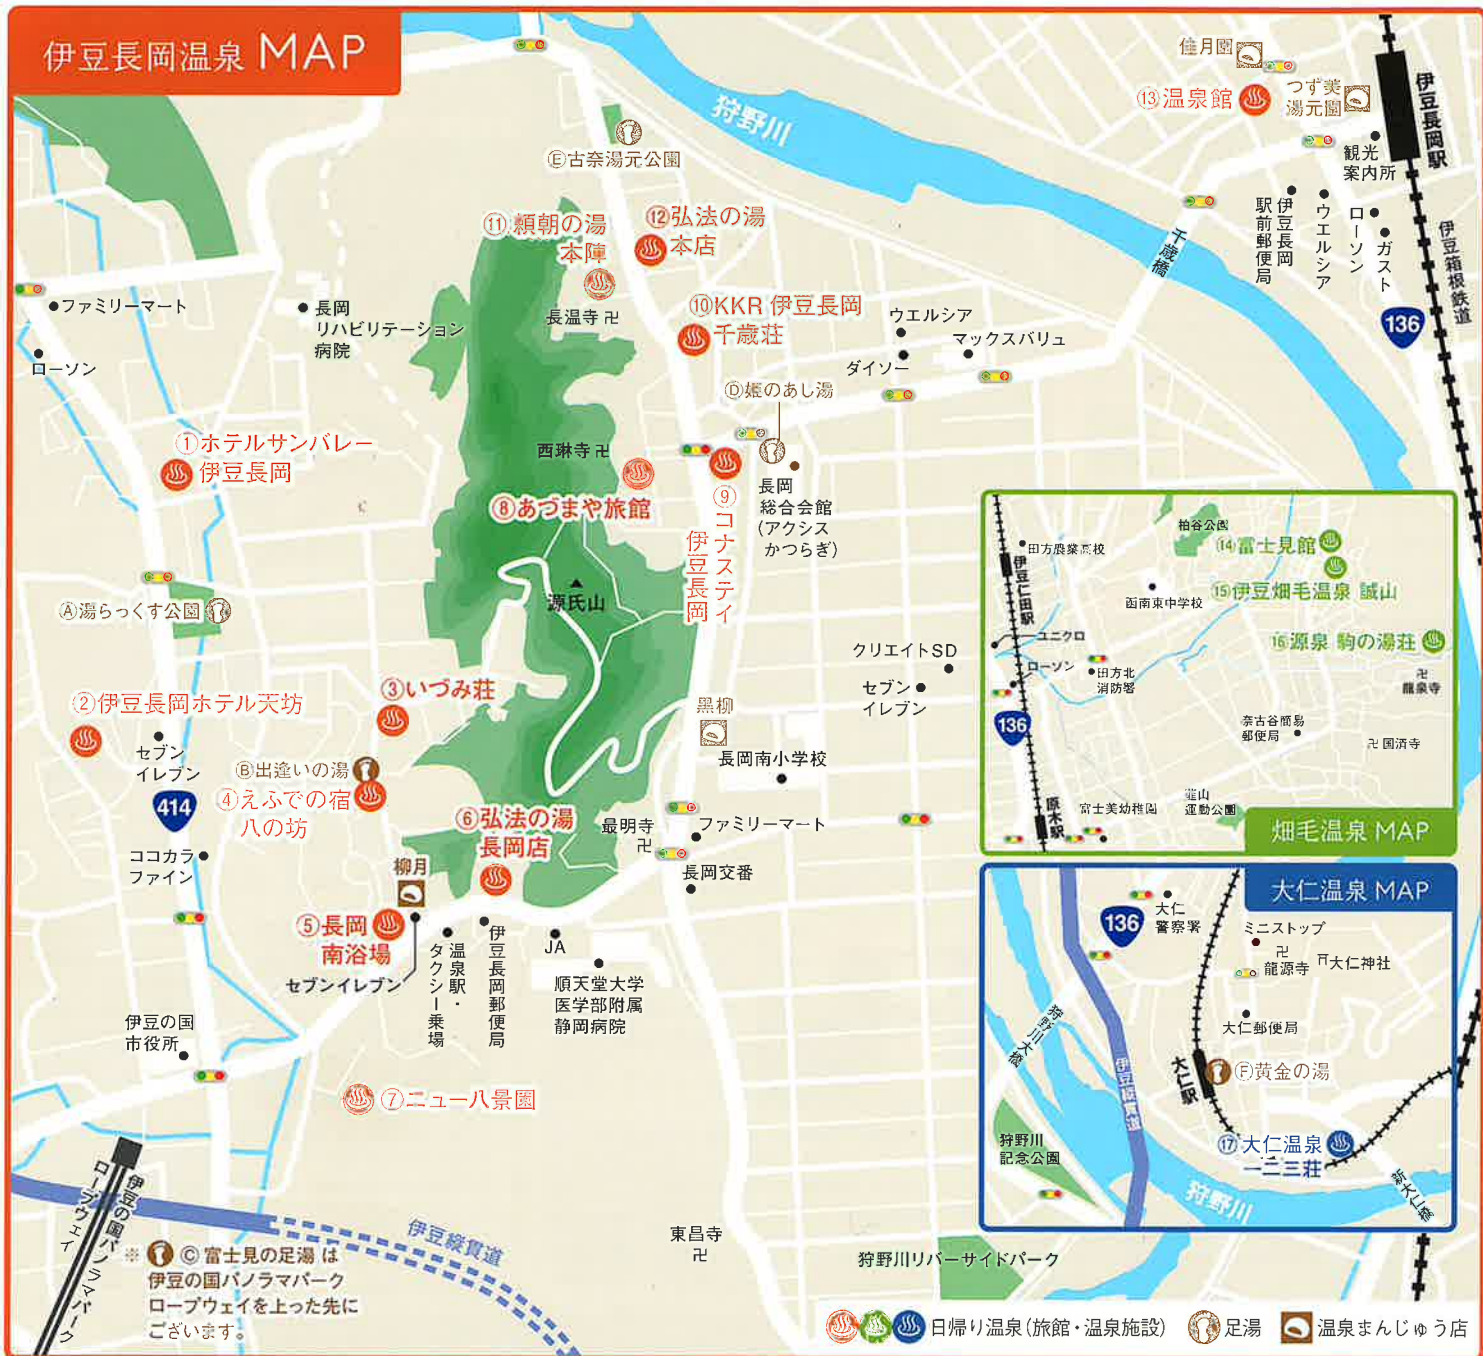 伊豆長岡温泉 MAP
狩野川
佳月園
⑬温泉館
つず美
湯元園
伊豆長岡駅
観光
案内所
伊豆長岡
駅前郵便局
ウエルシア
ローソン
ガスト
伊豆箱根鉄道
136
千歳橋
Ⓔ古奈湯元公園
⑪頼朝の湯
本陣
⑫弘法の湯
本店
長温寺 卍
⑩KKR 伊豆長岡
千歳荘
ウエルシア
マックスバリュ
ダイソー
Ⓓ姫のあし湯
ファミリーマート
ローソン
長岡
リハビリテーション
病院
①ホテルサンバレー
伊豆長岡
西琳寺 卍
⑧あづまや旅館
⑨コナステイ
伊豆長岡
長岡
総合会館
(アクシス
かつらぎ)
源氏山
Ⓐ湯らっくす公園
②伊豆長岡ホテル天坊
セブン
イレブン
③いづみ荘
Ⓑ出逢いの湯
④えふでの宿
八の坊
414
ココカラ
ファイン
クリエイトSD
セブン
イレブン
黒柳
長岡南小学校
⑥弘法の湯
長岡店
最明寺
卍
ファミリーマート
長岡交番
柳月
⑤長岡
南浴場
セブンイレブン
温泉駅・
タクシー乗場
伊豆長岡郵便局
JA
順天堂大学
医学部附属
静岡病院
伊豆の国
市役所
⑦ニュー八景園
伊豆の国パノラマパーク
ロープウェイ
※ Ⓒ富士見の足湯 は
伊豆の国パノラマパーク
ロープウェイを上った先に
ございます。
伊豆縦貫道
東昌寺
卍
狩野川リバーサイドパーク
柏谷公園
田方農業高校
⑭富士見館
伊豆仁田駅
函南東中学校
⑮伊豆畑毛温泉 誠山
ユニクロ
⑯源泉 駒の湯荘
ローソン
田方北
消防署
卍
龍泉寺
136
奈古谷簡易
郵便局
卍 国清寺
原木駅
富士美幼稚園
韮山
運動公園
畑毛温泉 MAP
大仁温泉 MAP
136
大仁
警察署
ミニストップ
卍
龍源寺
大仁神社
狩野川大橋
大仁郵便局
伊豆縦貫道
大仁駅
Ⓕ黄金の湯
狩野川
記念公園
⑰大仁温泉
一二三荘
狩野川
新大仁橋
日帰り温泉(旅館・温泉施設)
足湯
温泉まんじゅう店